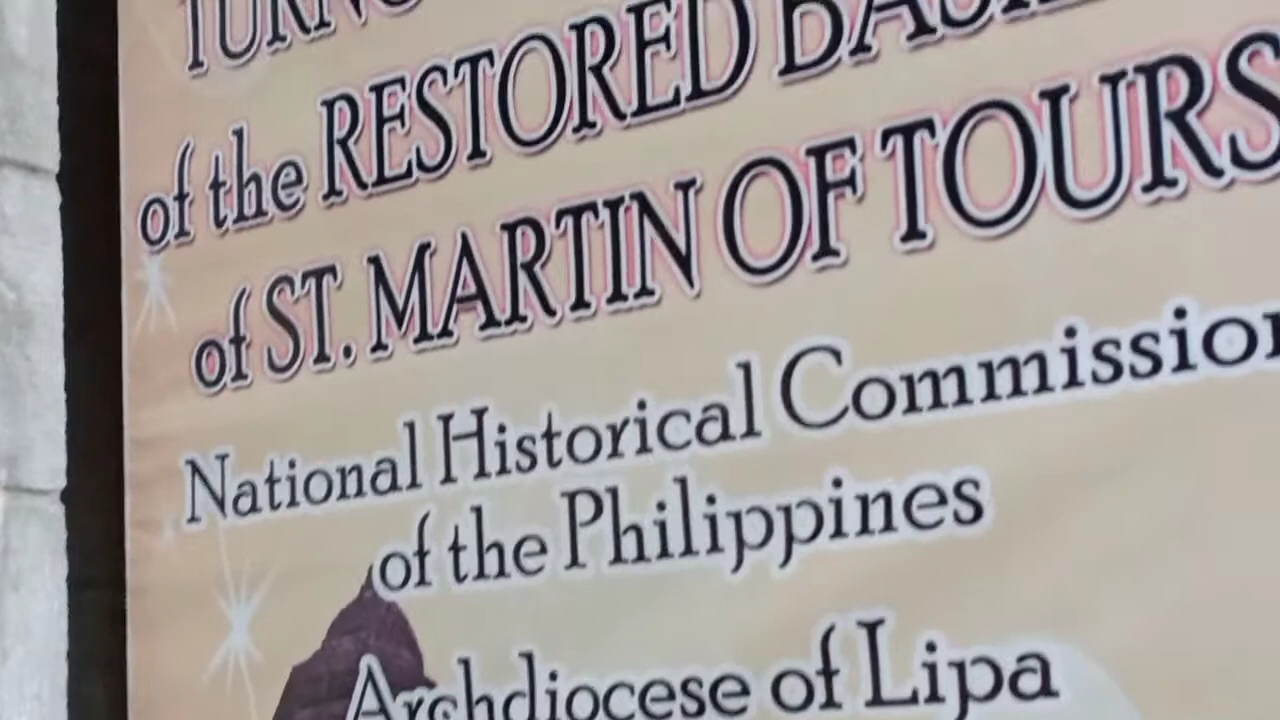 of the RESTORED
of ST. MARTIN OF TOURS
National Historical Commission
of the Philippines
Archdiocese of Lipa